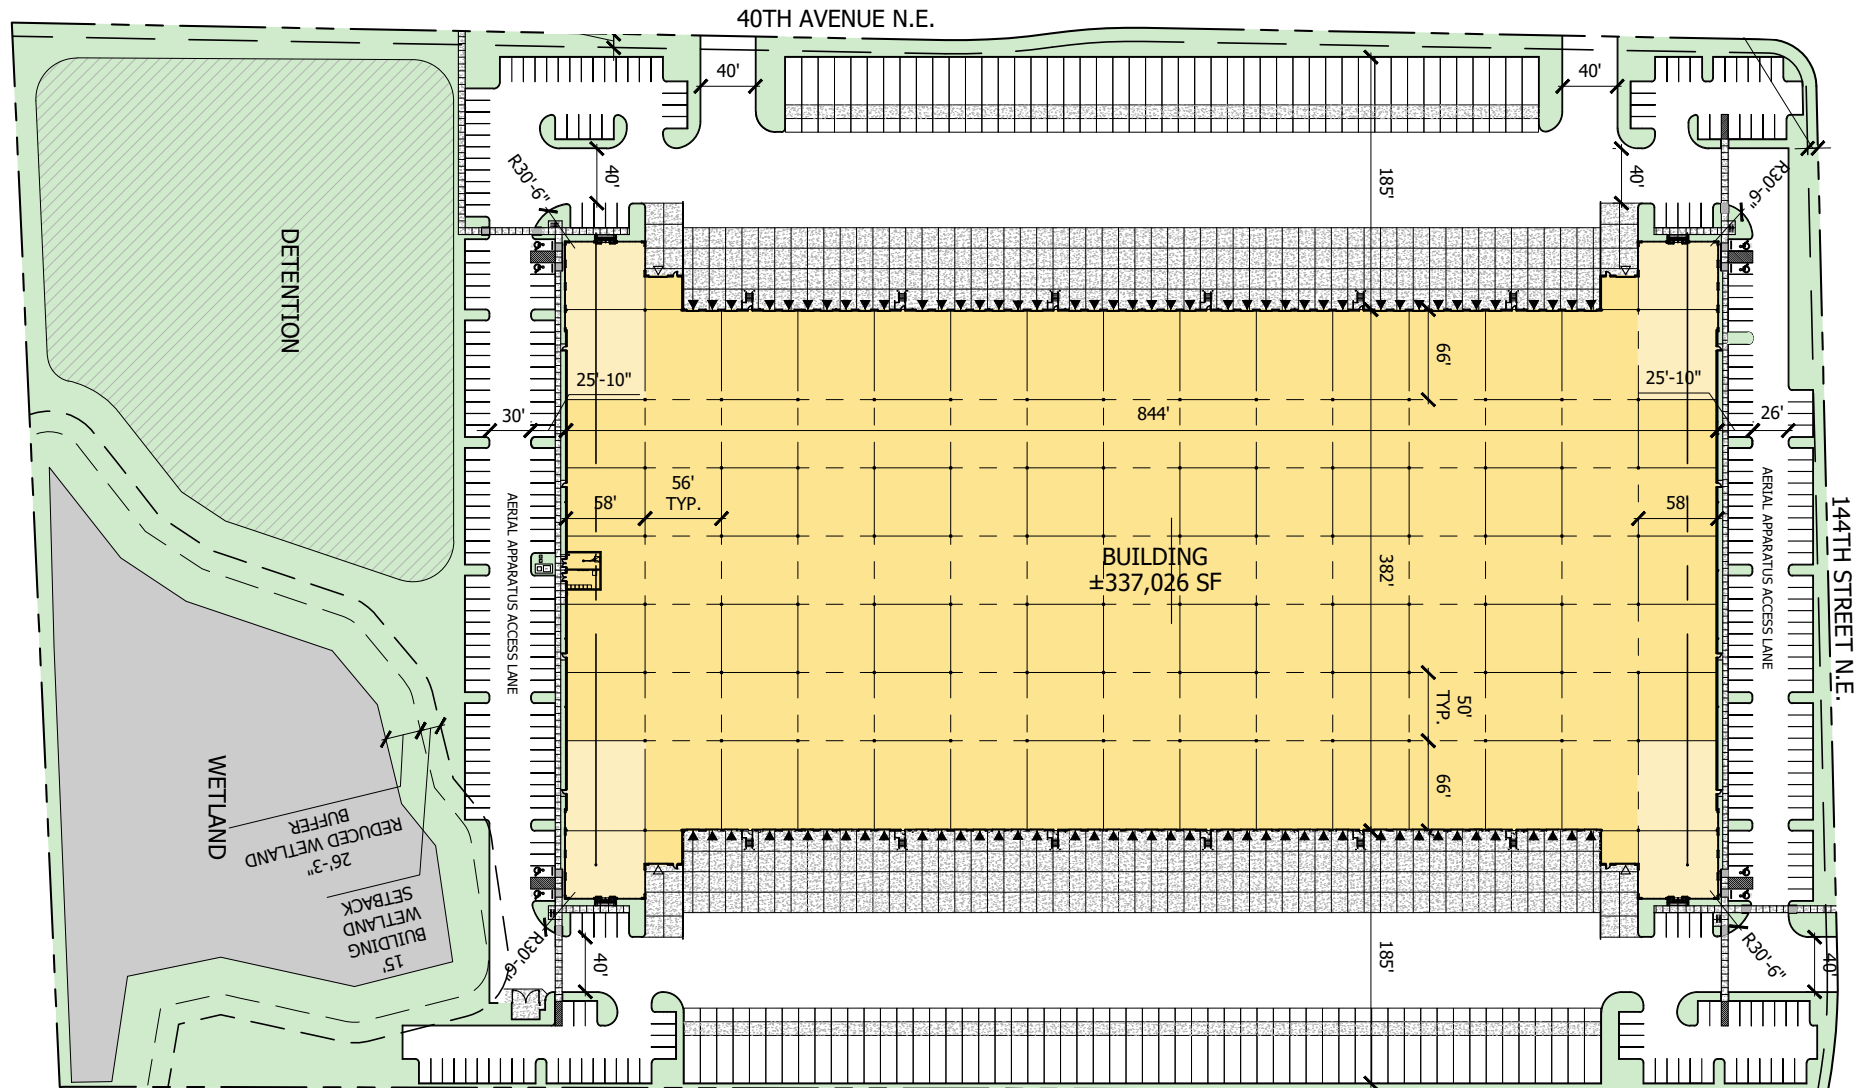 40TH AVENUE N.E.
40'
40'
R30'-6"
40'
185'
40'
R30'-6"
DETENTION
66'
25'-10"
25'-10"
30'
844'
26'
58'
56'
TYP.
58'
AERIAL APPARATUS ACCESS LANE
AERIAL APPARATUS ACCESS LANE
144TH STREET N.E.
BUILDING
±337,026 SF
382'
50'
TYP.
66'
WETLAND
26'-3"
REDUCED WETLAND
BUFFER
15'
BUILDING
WETLAND
SETBACK
R30'-6"
40'
185'
R30'-6"
40'